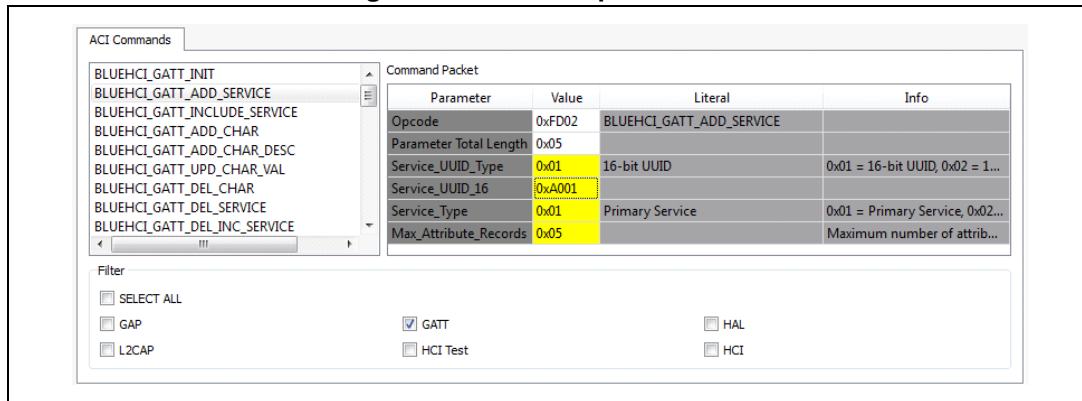 ACI Commands
BLUEHCI_GATT_INIT
BLUEHCI_GATT_ADD_SERVICE
BLUEHCI_GATT_INCLUDE_SERVICE
BLUEHCI_GATT_ADD_CHAR
BLUEHCI_GATT_ADD_CHAR_DESC
BLUEHCI_GATT_UPD_CHAR_VAL
BLUEHCI_GATT_DEL_CHAR
BLUEHCI_GATT_DEL_SERVICE
BLUEHCI_GATT_DEL_INC_SERVICE
Command Packet
Parameter Value Literal Info
Opcode 0xFD02 BLUEHCI_GATT_ADD_SERVICE
Parameter Total Length 0x05
Service_UUID_Type 0x01 16-bit UUID 0x01 = 16-bit UUID, 0x02 = 1...
Service_UUID_16 0xA001
Service_Type 0x01 Primary Service 0x01 = Primary Service, 0x02...
Max_Attribute_Records 0x05 Maximum number of attrib...
Filter
SELECT ALL
GAP GATT HAL
L2CAP HCI Test HCI